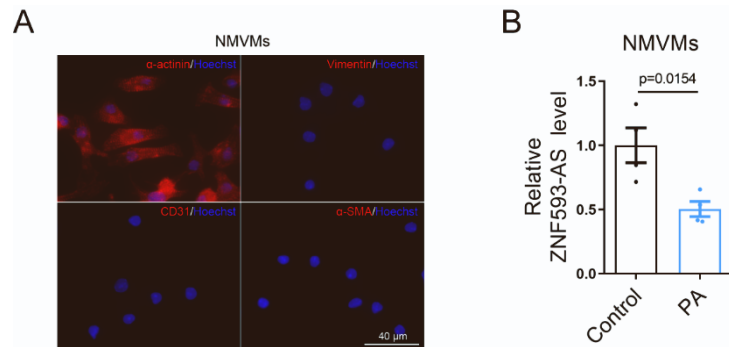 A
NMVMs
α-actinin/Hoechst
Vimentin/Hoechst
CD31/Hoechst
α-SMA/Hoechst
40 μm
B
NMVMs
p=0.0154
Relative
ZNF593-AS level
1.5
1.0
0.5
0.0
Control
PA